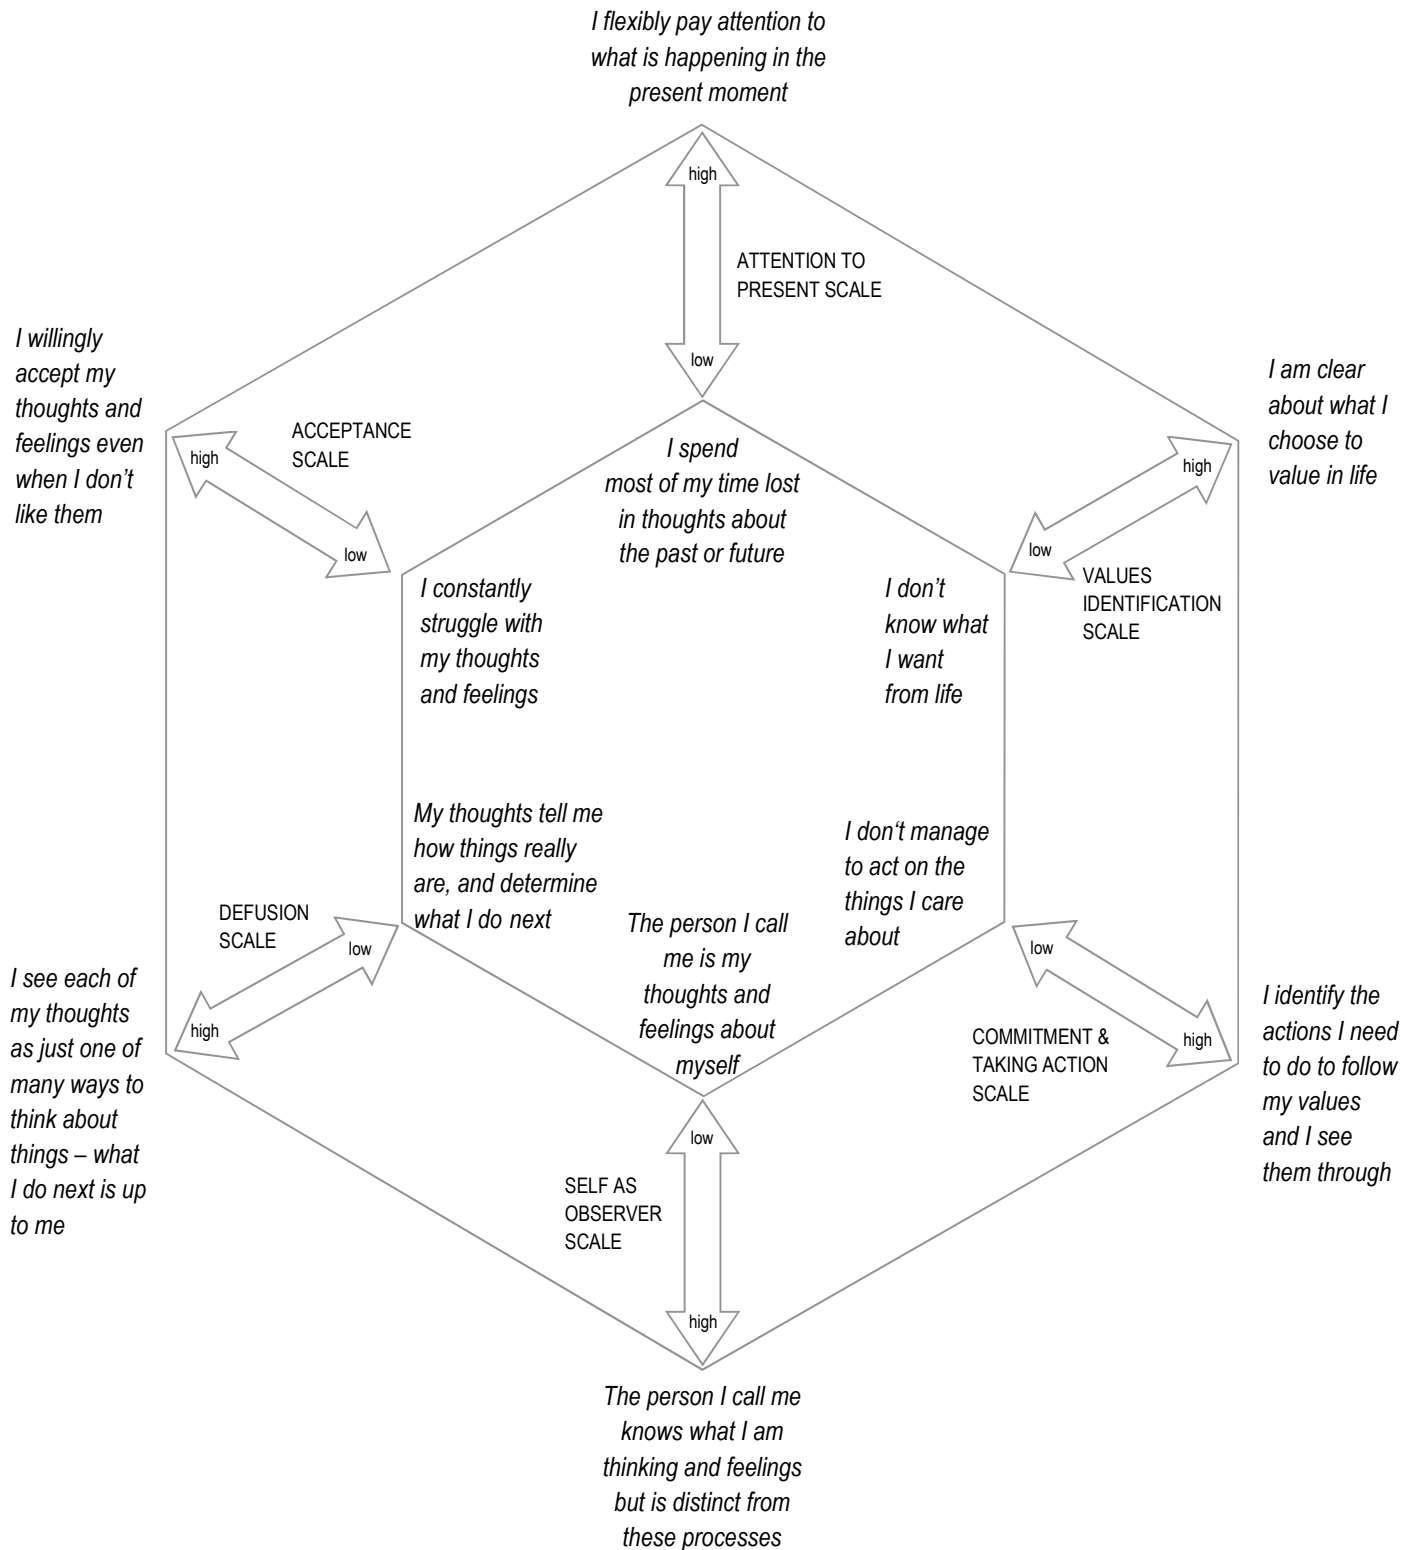 I flexibly pay attention to
what is happening in the
present moment
high
ATTENTION TO
PRESENT SCALE
low
I willingly
accept my
thoughts and
feelings even
when I don’t
like them
high
ACCEPTANCE
SCALE
low
I spend
most of my time lost
in thoughts about
the past or future
I am clear
about what I
choose to
value in life
high
low
VALUES
IDENTIFICATION
SCALE
I constantly
struggle with
my thoughts
and feelings
I don’t
know what
I want
from life
My thoughts tell me
how things really
are, and determine
what I do next
I don‘t manage
to act on the
things I care
about
The person I call
me is my
thoughts and
feelings about
myself
DEFUSION
SCALE
low
high
I see each of
my thoughts
as just one of
many ways to
think about
things – what
I do next is up
to me
low
high
COMMITMENT &
TAKING ACTION
SCALE
I identify the
actions I need
to do to follow
my values
and I see
them through
low
SELF AS
OBSERVER
SCALE
high
The person I call me
knows what I am
thinking and feelings
but is distinct from
these processes